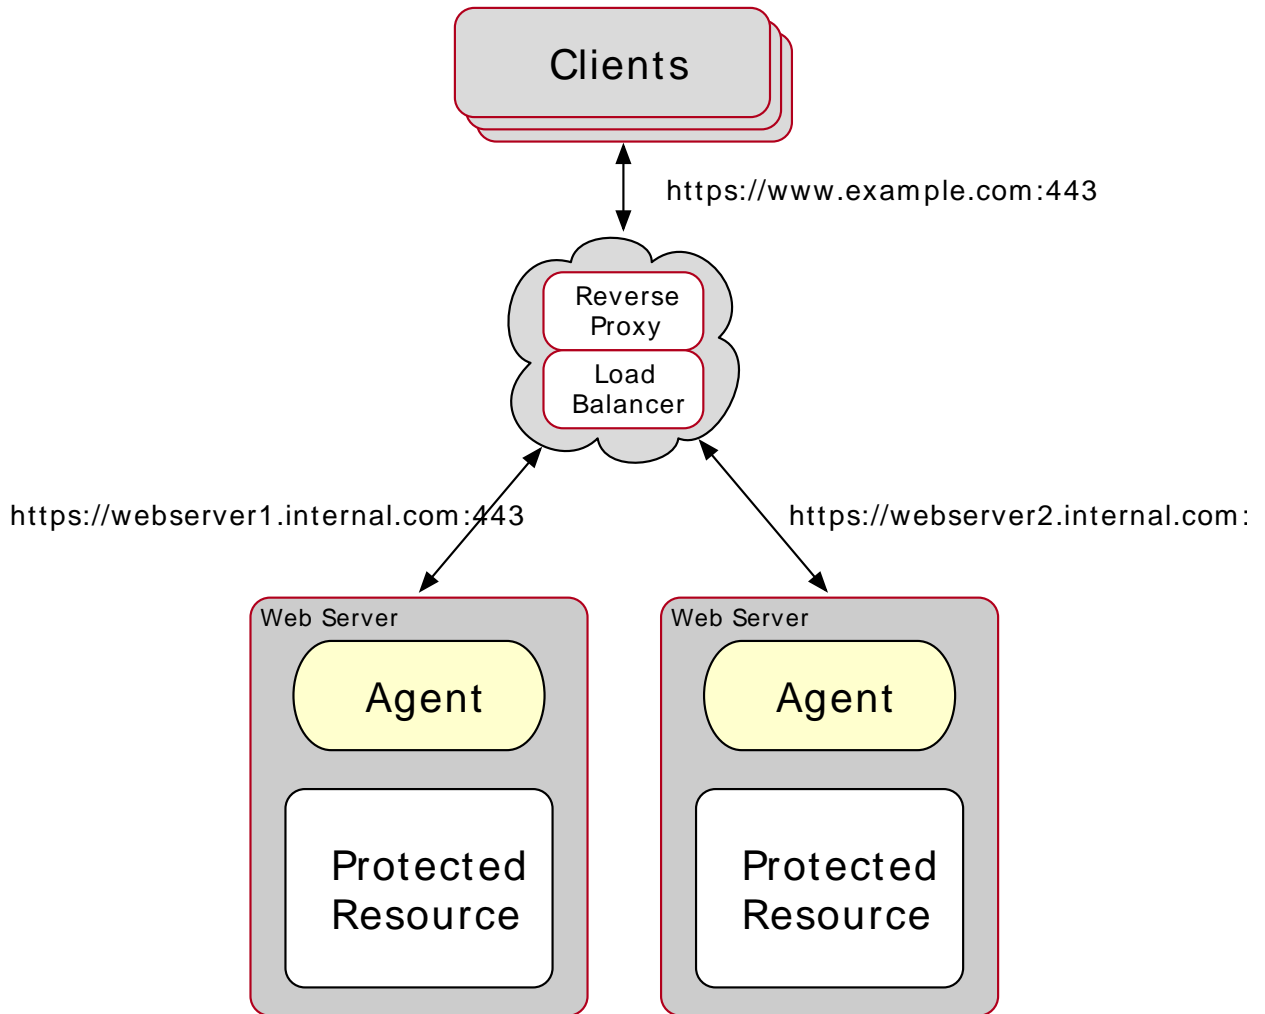 Clients
https://www.example.com:443
Reverse
Proxy
Load
Balancer
https://webserver1.internal.com:443
https://webserver2.internal.com:
Web Server
Web Server
Agent
Agent
Protected
Resource
Protected
Resource